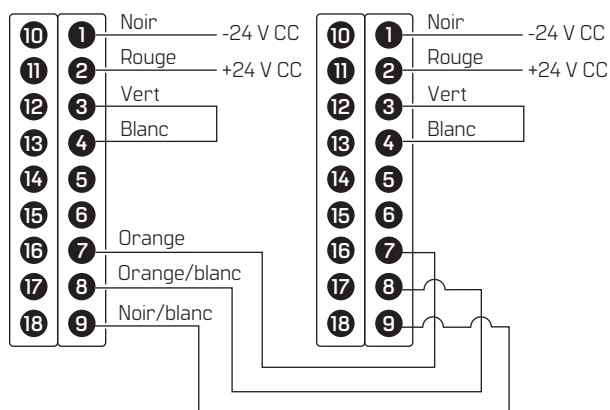 10 1 Noir -24 V CC
11 2 Rouge +24 V CC
12 3 Vert
13 4 Blanc
14 5
15 6
16 7 Orange
17 8 Orange/blanc
18 9 Noir/blanc
10 1 Noir -24 V CC
11 2 Rouge +24 V CC
12 3 Vert
13 4 Blanc
14 5
15 6
16 7
17 8
18 9